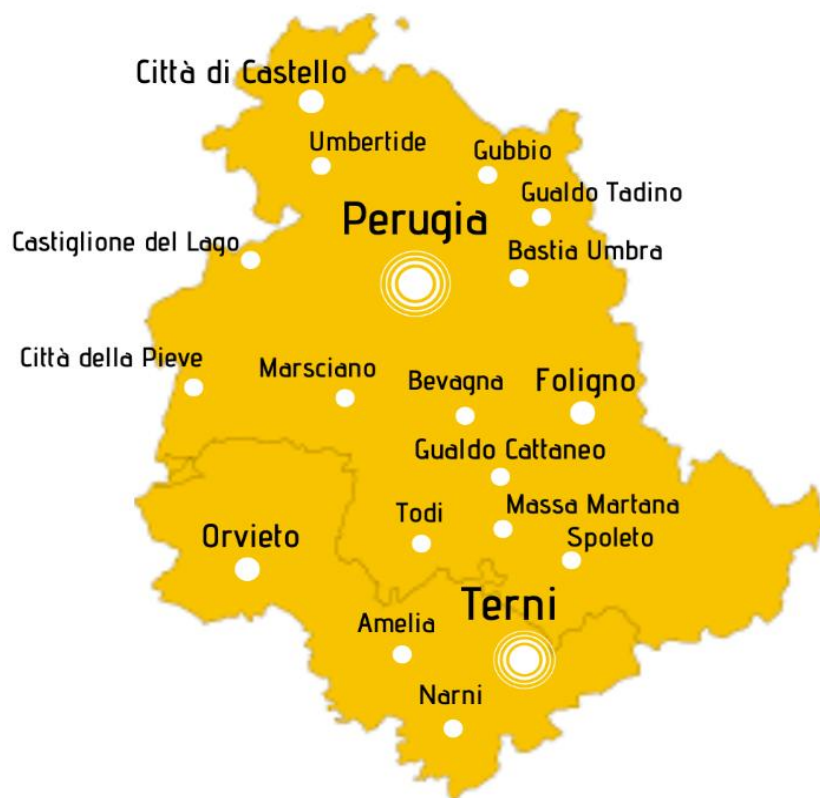 Città di Castello
Umbertide
Gubbio
Gualdo Tadino
Perugia
Castiglione del Lago
Bastia Umbra
Città della Pieve
Marsciano
Bevagna
Foligno
Gualdo Cattaneo
Todi
Massa Martana
Orvieto
Spoleto
Terni
Amelia
Narni